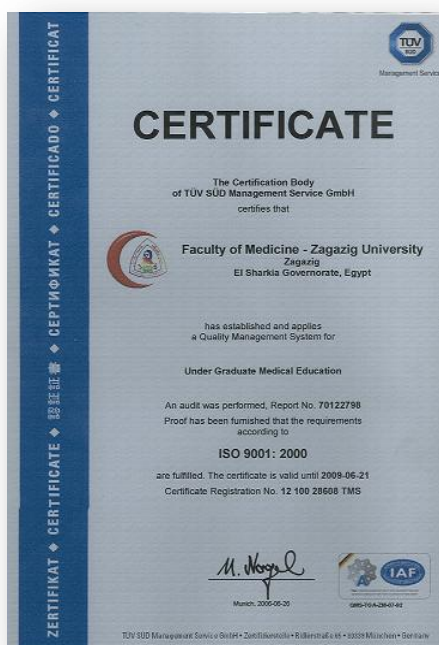 TÜV
SÜD
Management Service
CERTIFICATE
The Certification Body
of TÜV SÜD Management Service GmbH
certifies that
Faculty of Medicine - Zagazig University
Zagazig
El Sharkia Governorate, Egypt
has established and applies
a Quality Management System for
Under Graduate Medical Education
An audit was performed, Report No. 70122798
Proof has been furnished that the requirements
according to
ISO 9001: 2000
are fulfilled. The certificate is valid until 2009-06-21
Certificate Registration No. 12 100 28608 TMS
Munich, 2006-06-26
IAF
TÜV SÜD Management Service GmbH • Zertifizierstelle • Ridlerstraße 65 • 80339 München • Germany
ZERTIFIKAT ◆ CERTIFICATE ◆ 認証証書 ◆ СЕРТИФИКАТ ◆ CERTIFICADO ◆ CERTIFICAT